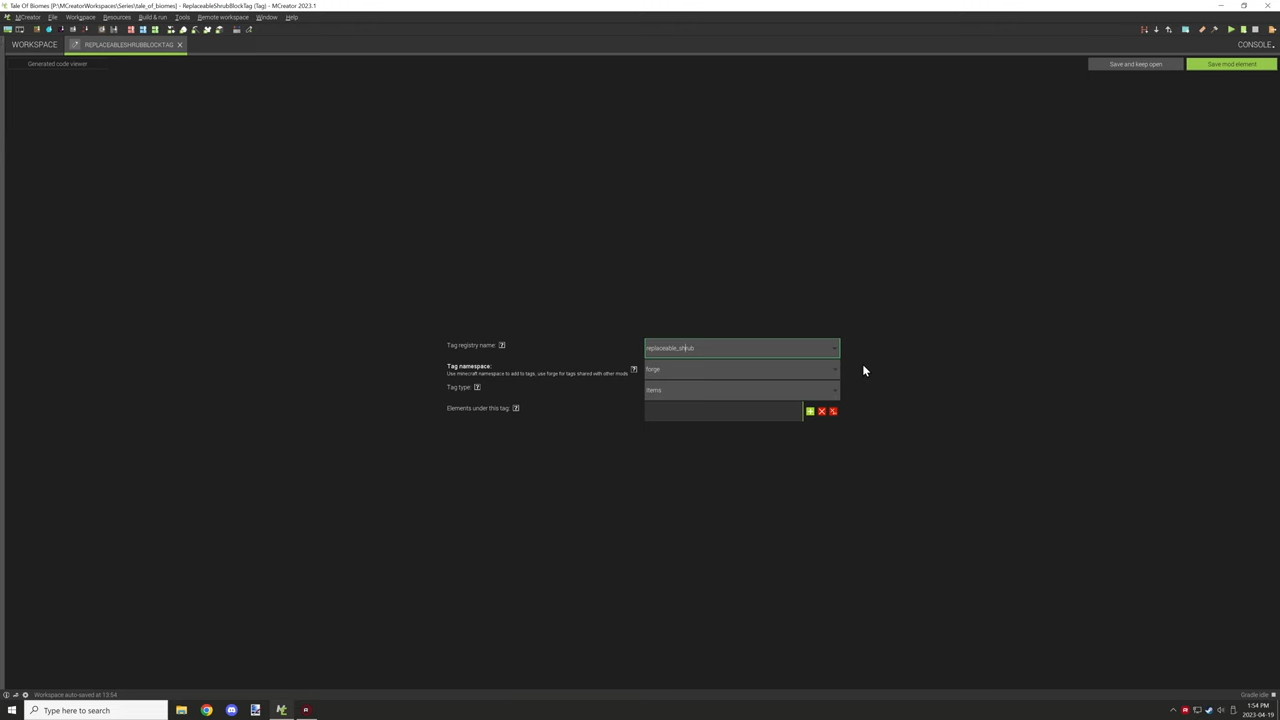 Tale Of Biomes [P:\MCreatorWorkspaces\Series\tale_of_biomes] - ReplaceableShrubBlockTag (Tag) - MCreator 2023.1
MCreator File Workspace Resources Build & run Tools Remote workspace Window Help
WORKSPACE REPLACEABLESHRUBBLOCKTAG CONSOLE
Generated code viewer Save and keep open Save mod element
Tag registry name: ? replaceable_shrub
Tag namespace: ? forge
Use minecraft namespace to add to tags, use forge for tags shared with other mods
Tag type: ? Items
Elements under this tag: ?
Workspace auto-saved at 13:54 Gradle idle
Type here to search 1:54 PM
2023-04-19